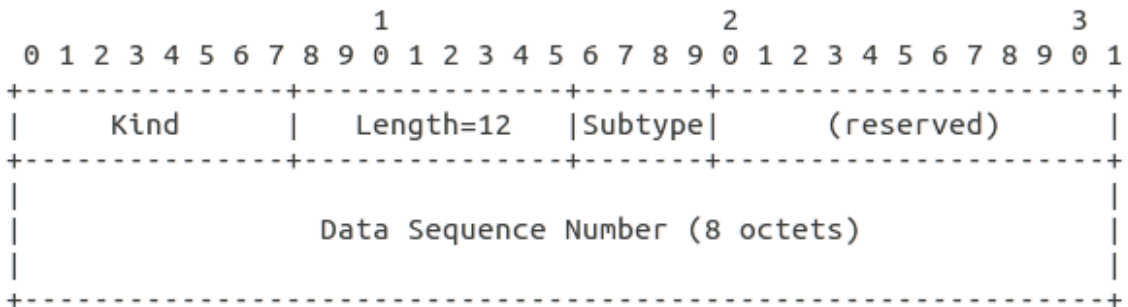 1                   2                   3
 0 1 2 3 4 5 6 7 8 9 0 1 2 3 4 5 6 7 8 9 0 1 2 3 4 5 6 7 8 9 0 1
+---------------+---------------+-------+----------------------+
|     Kind      |   Length=12   |Subtype|      (reserved)      |
+---------------+---------------+-------+----------------------+
|                                                              |
|                Data Sequence Number (8 octets)               |
|                                                              |
+--------------------------------------------------------------+